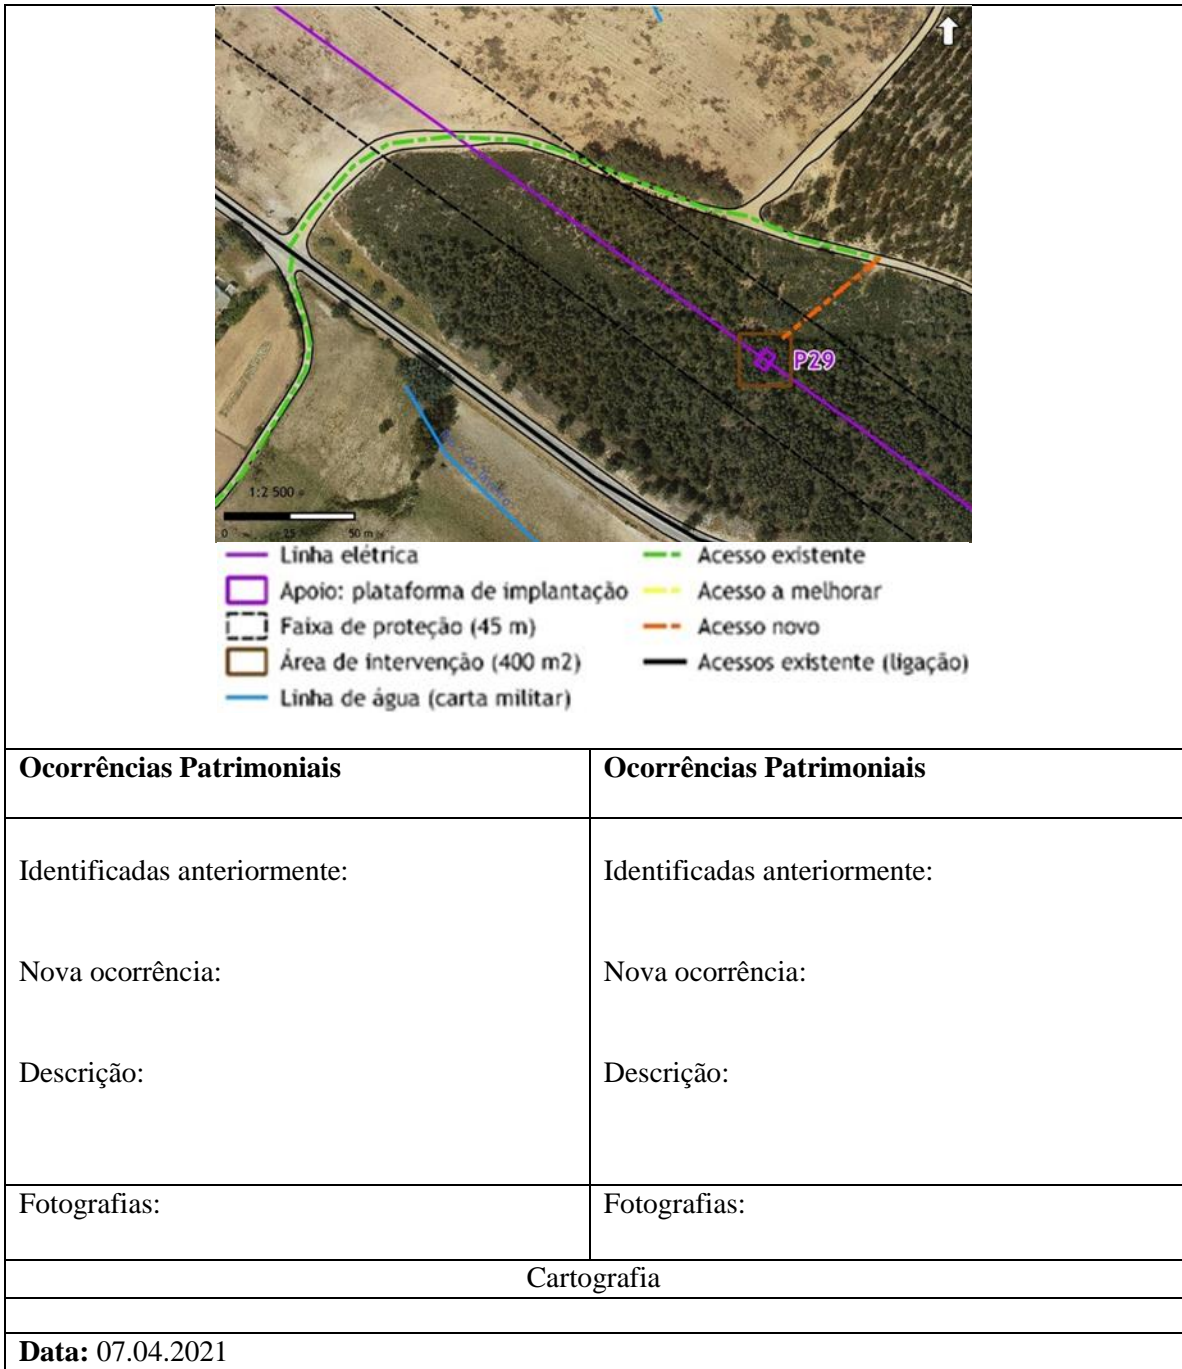 P29
1:2 500
0 25 50 m
Linha elétrica
Acesso existente
Apoio: plataforma de implantação
Acesso a melhorar
Faixa de proteção (45 m)
Acesso novo
Área de intervenção (400 m2)
Acessos existente (ligação)
Linha de água (carta militar)
Ocorrências Patrimoniais
Ocorrências Patrimoniais
Identificadas anteriormente:
Identificadas anteriormente:
Nova ocorrência:
Nova ocorrência:
Descrição:
Descrição:
Fotografias:
Fotografias:
Cartografia
Data: 07.04.2021